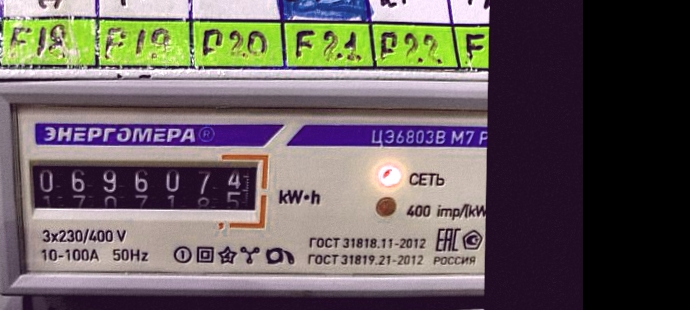 F18 F19 P20 F21 P22 F
ЭНЕРГОМЕРА®
ЦЭ6803В М7 Р
0 6 9 6 0 7 4
kW•h
СЕТЬ
400 imp/(kW
3x230/400 V
10-100A 50Hz
ГОСТ 31818.11-2012
ГОСТ 31819.21-2012
ЕАС
РОССИЯ